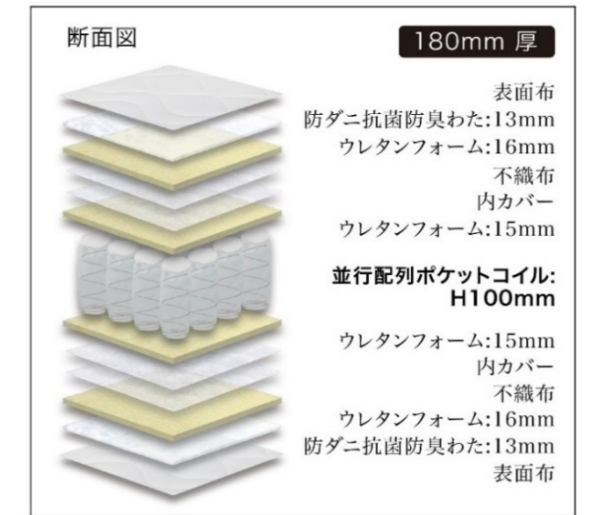 断面図
180mm 厚
表面布
防ダニ抗菌防臭わた:13mm
ウレタンフォーム:16mm
不織布
内カバー
ウレタンフォーム:15mm
並行配列ポケットコイル:
H100mm
ウレタンフォーム:15mm
内カバー
不織布
ウレタンフォーム:16mm
防ダニ抗菌防臭わた:13mm
表面布